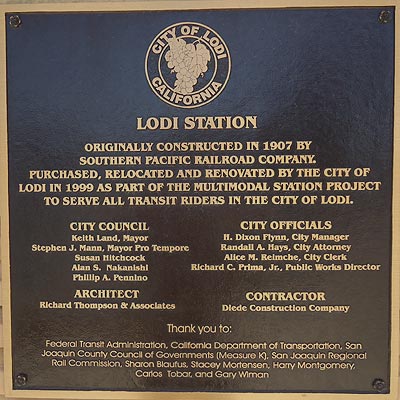 CITY OF LODI
CALIFORNIA
LODI STATION
ORIGINALLY CONSTRUCTED IN 1907 BY
SOUTHERN PACIFIC RAILROAD COMPANY.
PURCHASED, RELOCATED AND RENOVATED BY THE CITY OF
LODI IN 1999 AS PART OF THE MULTIMODAL STATION PROJECT
TO SERVE ALL TRANSIT RIDERS IN THE CITY OF LODI.
CITY COUNCIL
Keith Land, Mayor
Stephen J. Mann, Mayor Pro Tempore
Susan Hitchcock
Alan S. Nakanishi
Phillip A. Pennino
CITY OFFICIALS
H. Dixon Flynn, City Manager
Randall A. Hays, City Attorney
Alice M. Reimche, City Clerk
Richard C. Prima, Jr., Public Works Director
ARCHITECT
Richard Thompson & Associates
CONTRACTOR
Diede Construction Company
Thank you to:
Federal Transit Administration, California Department of Transportation, San
Joaquin County Council of Governments (Measure K), San Joaquin Regional
Rail Commission, Sharon Blaufus, Stacey Mortensen, Harry Montgomery,
Carlos Tobar, and Gary Wiman